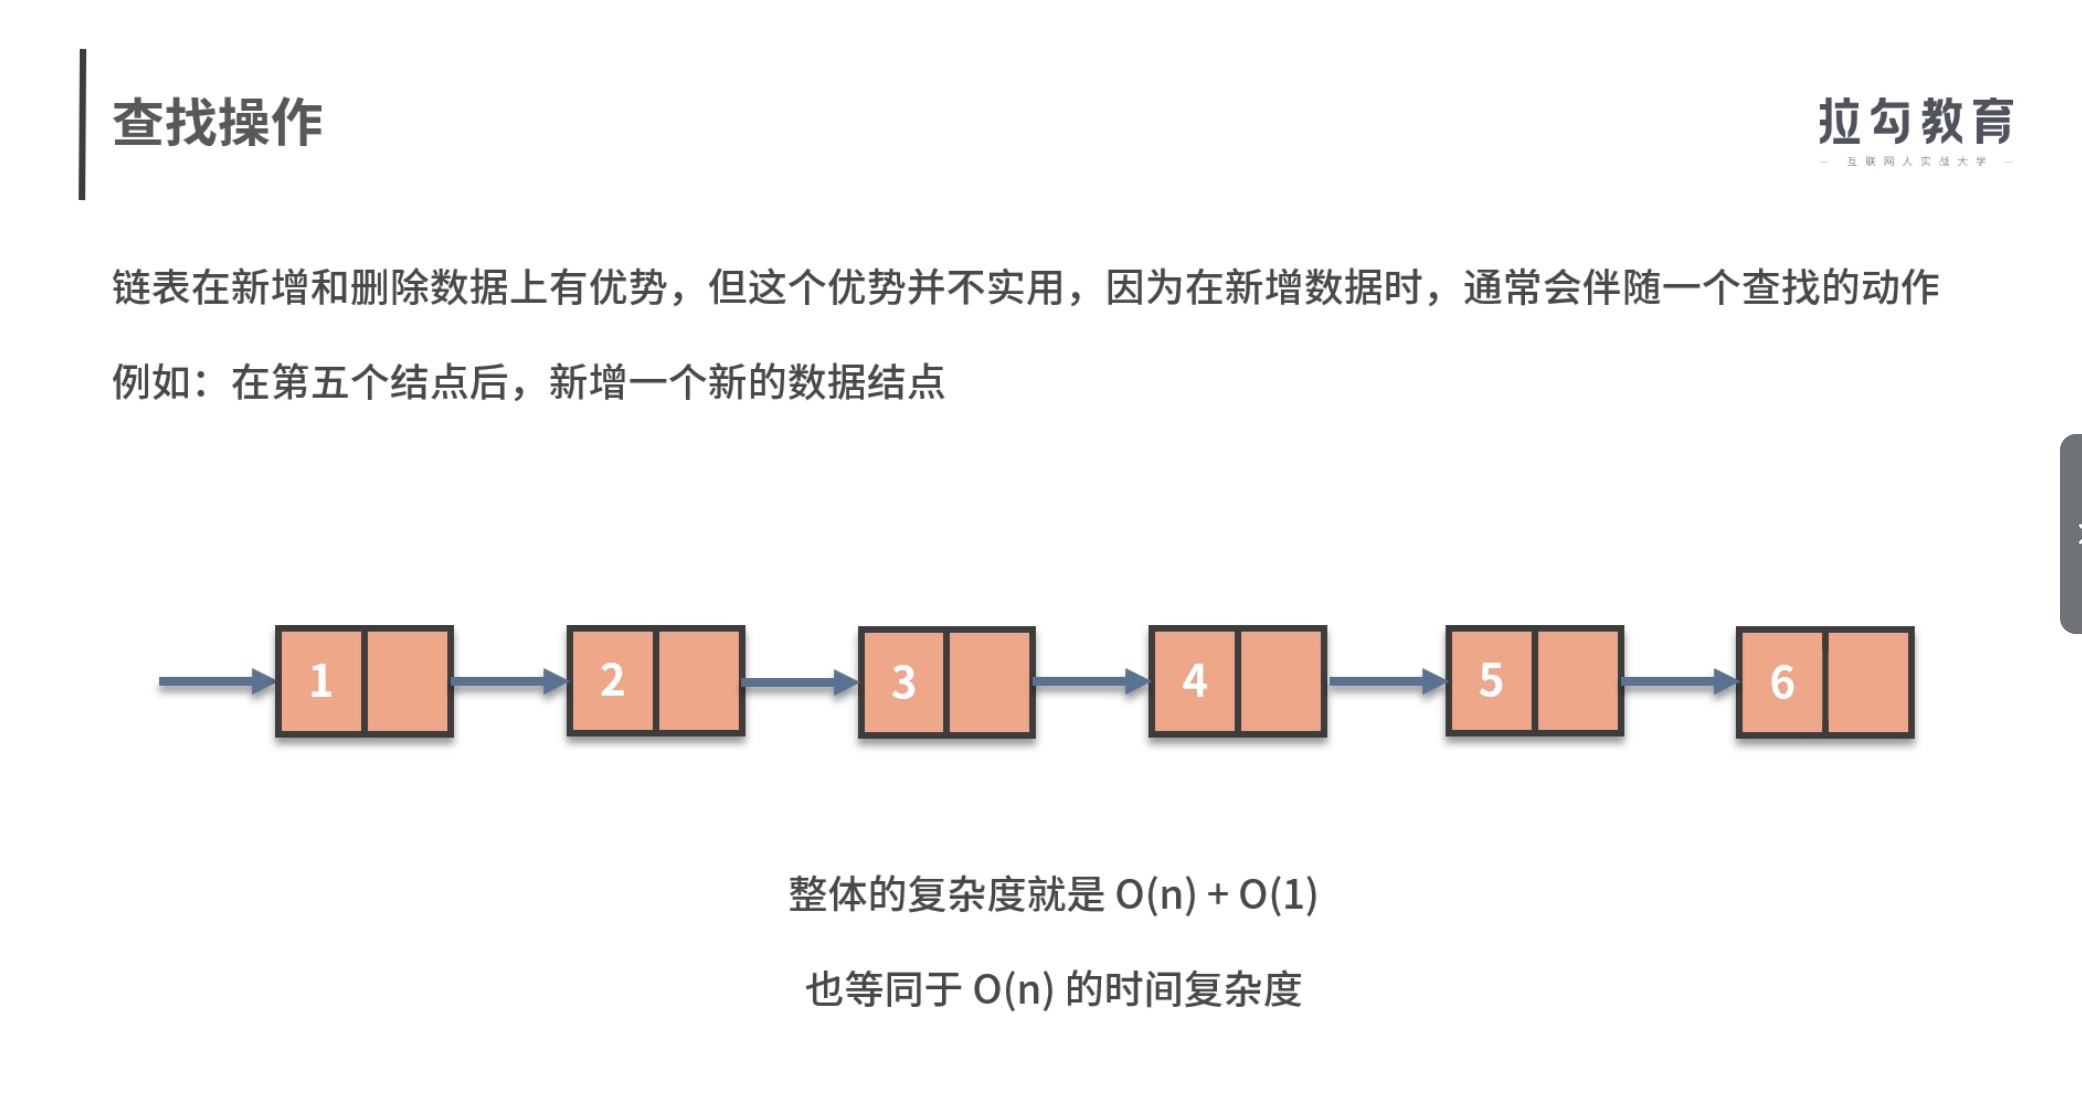 查找操作
拉勾教育
— 互联网人实战大学 —
链表在新增和删除数据上有优势，但这个优势并不实用，因为在新增数据时，通常会伴随一个查找的动作
例如：在第五个结点后，新增一个新的数据结点
1 2 3 4 5 6
整体的复杂度就是 O(n) + O(1)
也等同于 O(n) 的时间复杂度